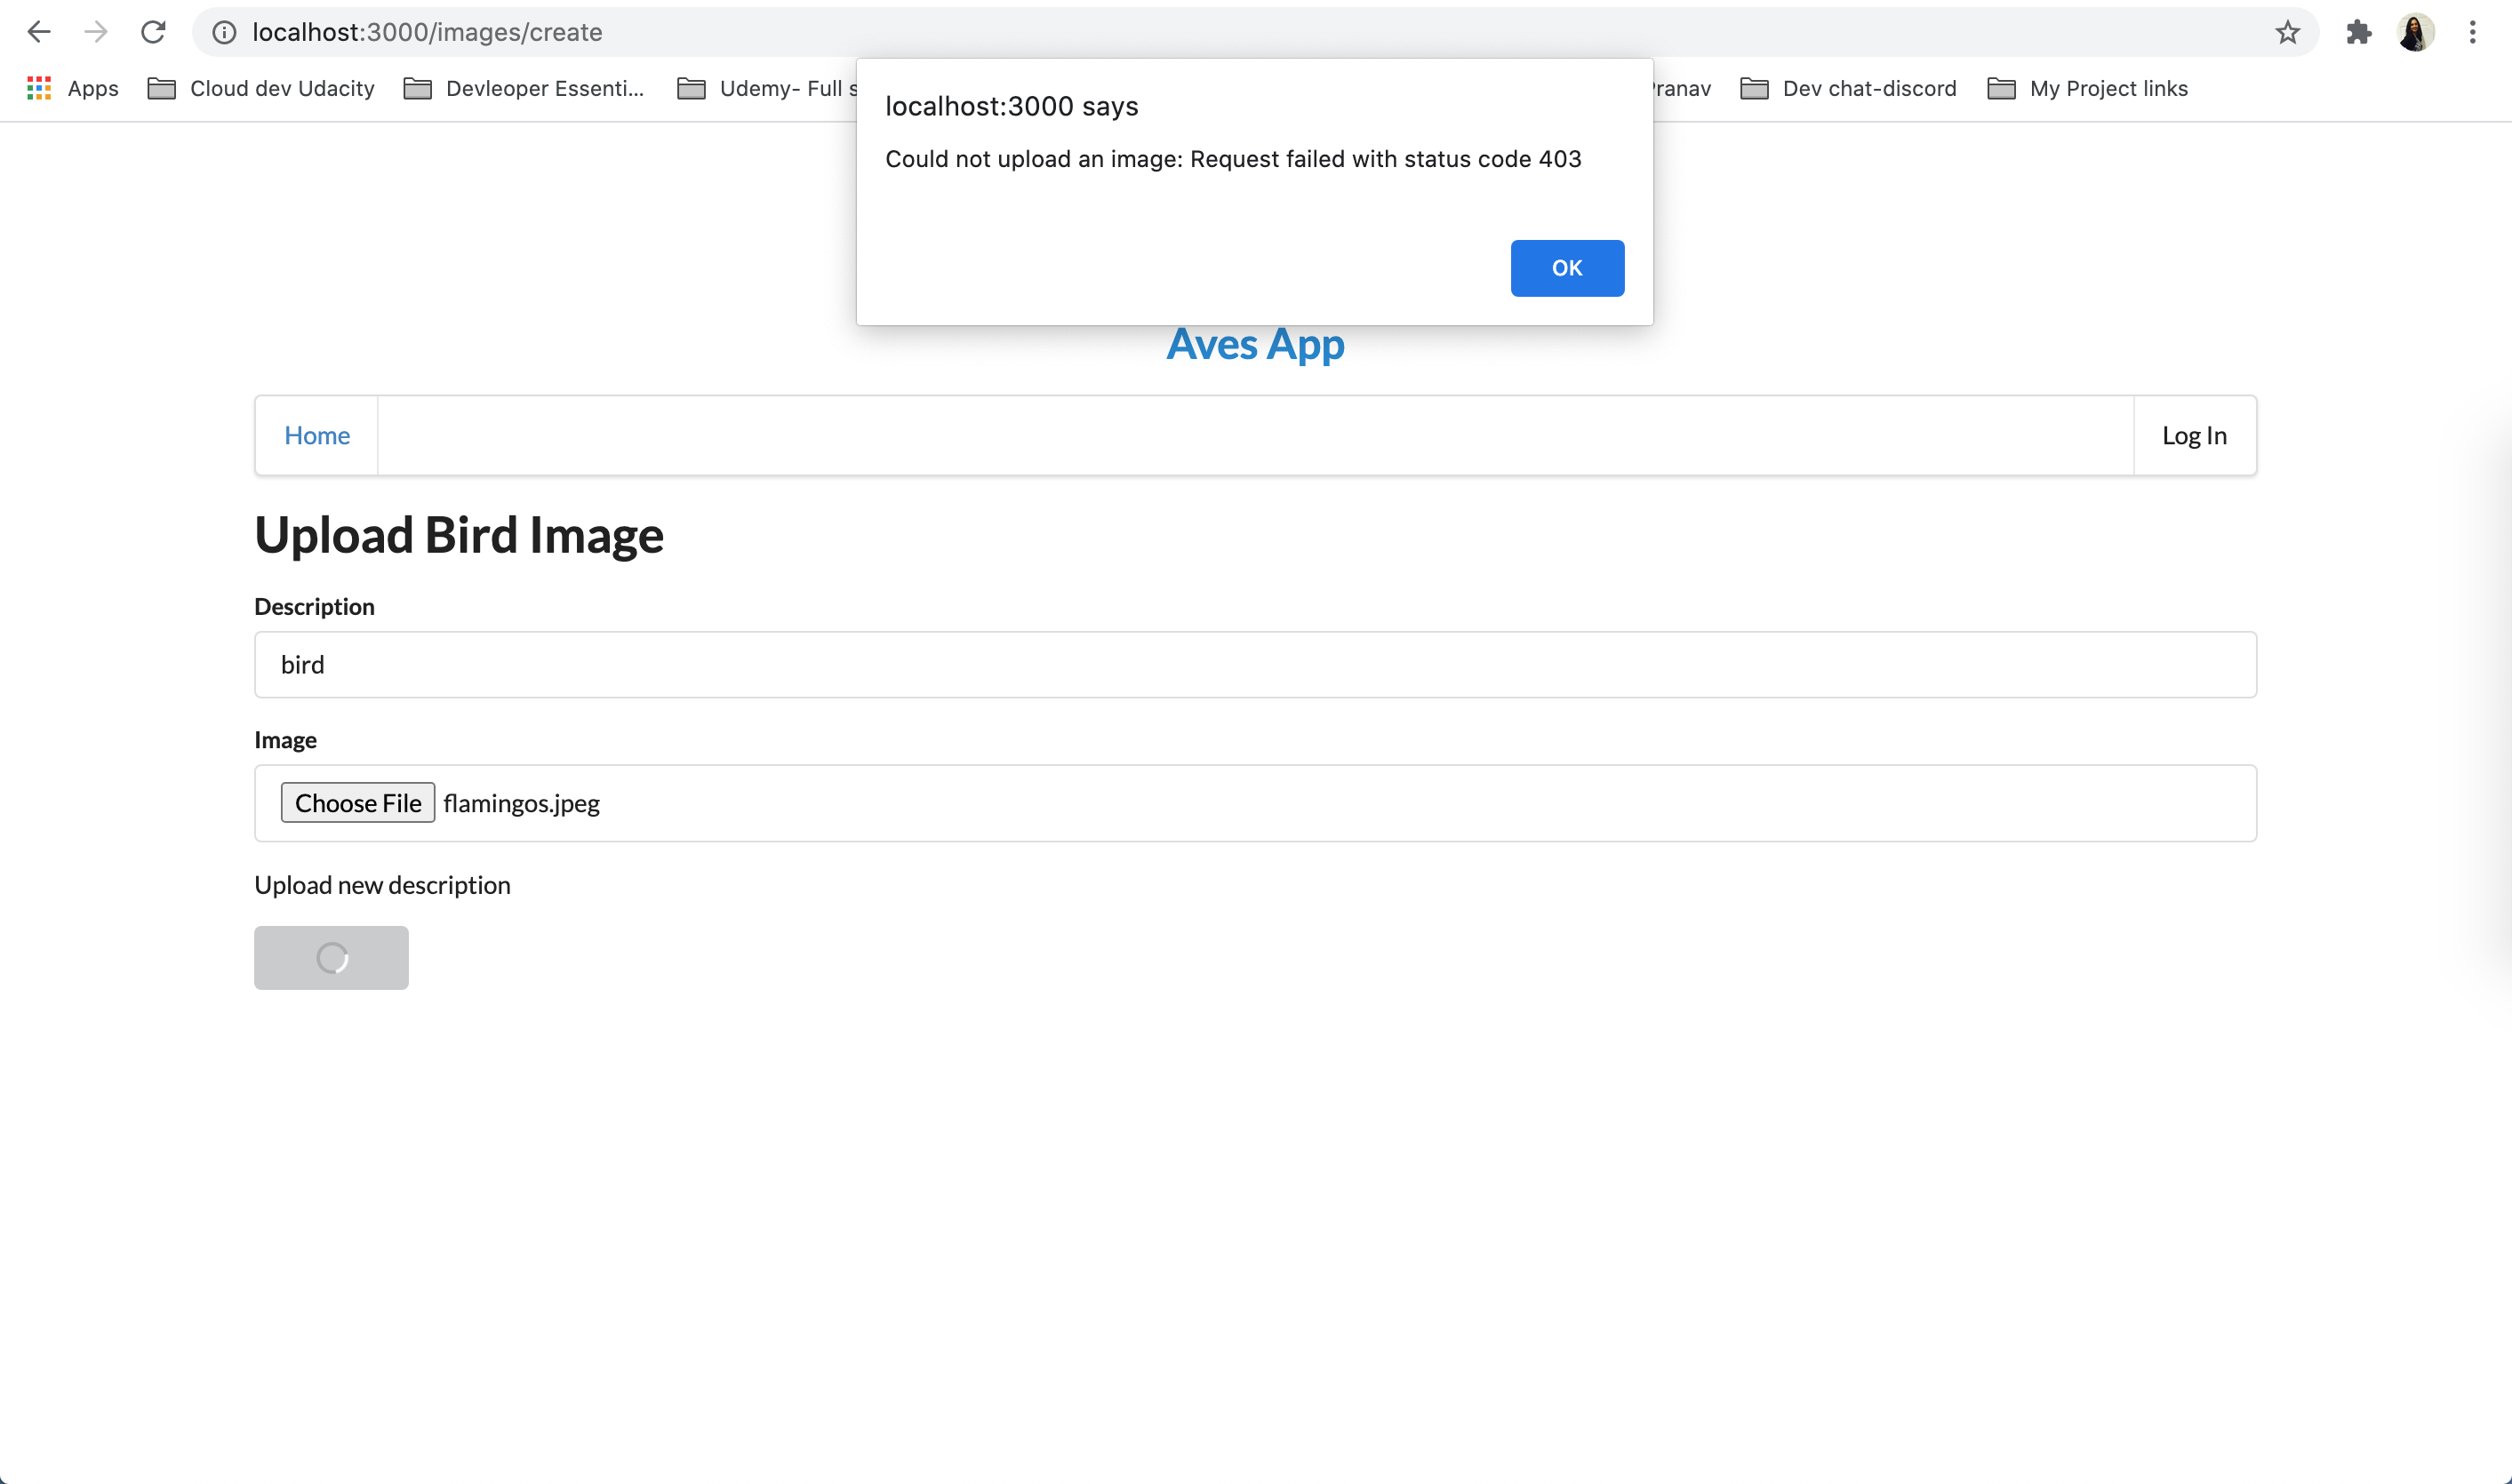 localhost:3000/images/create
Apps Cloud dev Udacity Devleoper Essenti... Udemy- Full Dev chat-discord My Project links
localhost:3000 says
Could not upload an image: Request failed with status code 403
OK
Aves App
Home Log In
Upload Bird Image
Description
bird
Image
Choose File flamingos.jpeg
Upload new description